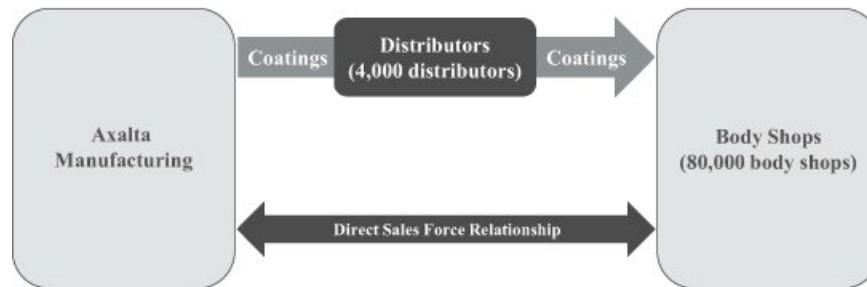 Coatings
Distributors
(4,000 distributors)
Coatings
Axalta
Manufacturing
Body Shops
(80,000 body shops)
Direct Sales Force Relationship